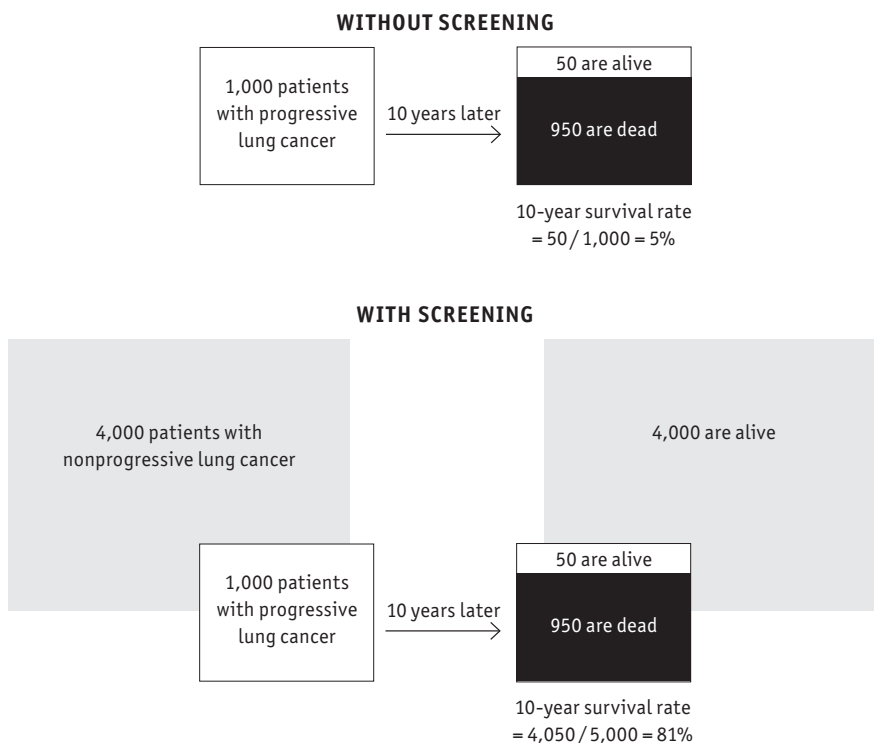 WITHOUT SCREENING
1,000 patients
with progressive
lung cancer
10 years later
50 are alive
950 are dead
10-year survival rate
= 50 / 1,000 = 5%
WITH SCREENING
4,000 patients with
nonprogressive lung cancer
4,000 are alive
1,000 patients
with progressive
lung cancer
10 years later
50 are alive
950 are dead
10-year survival rate
= 4,050 / 5,000 = 81%